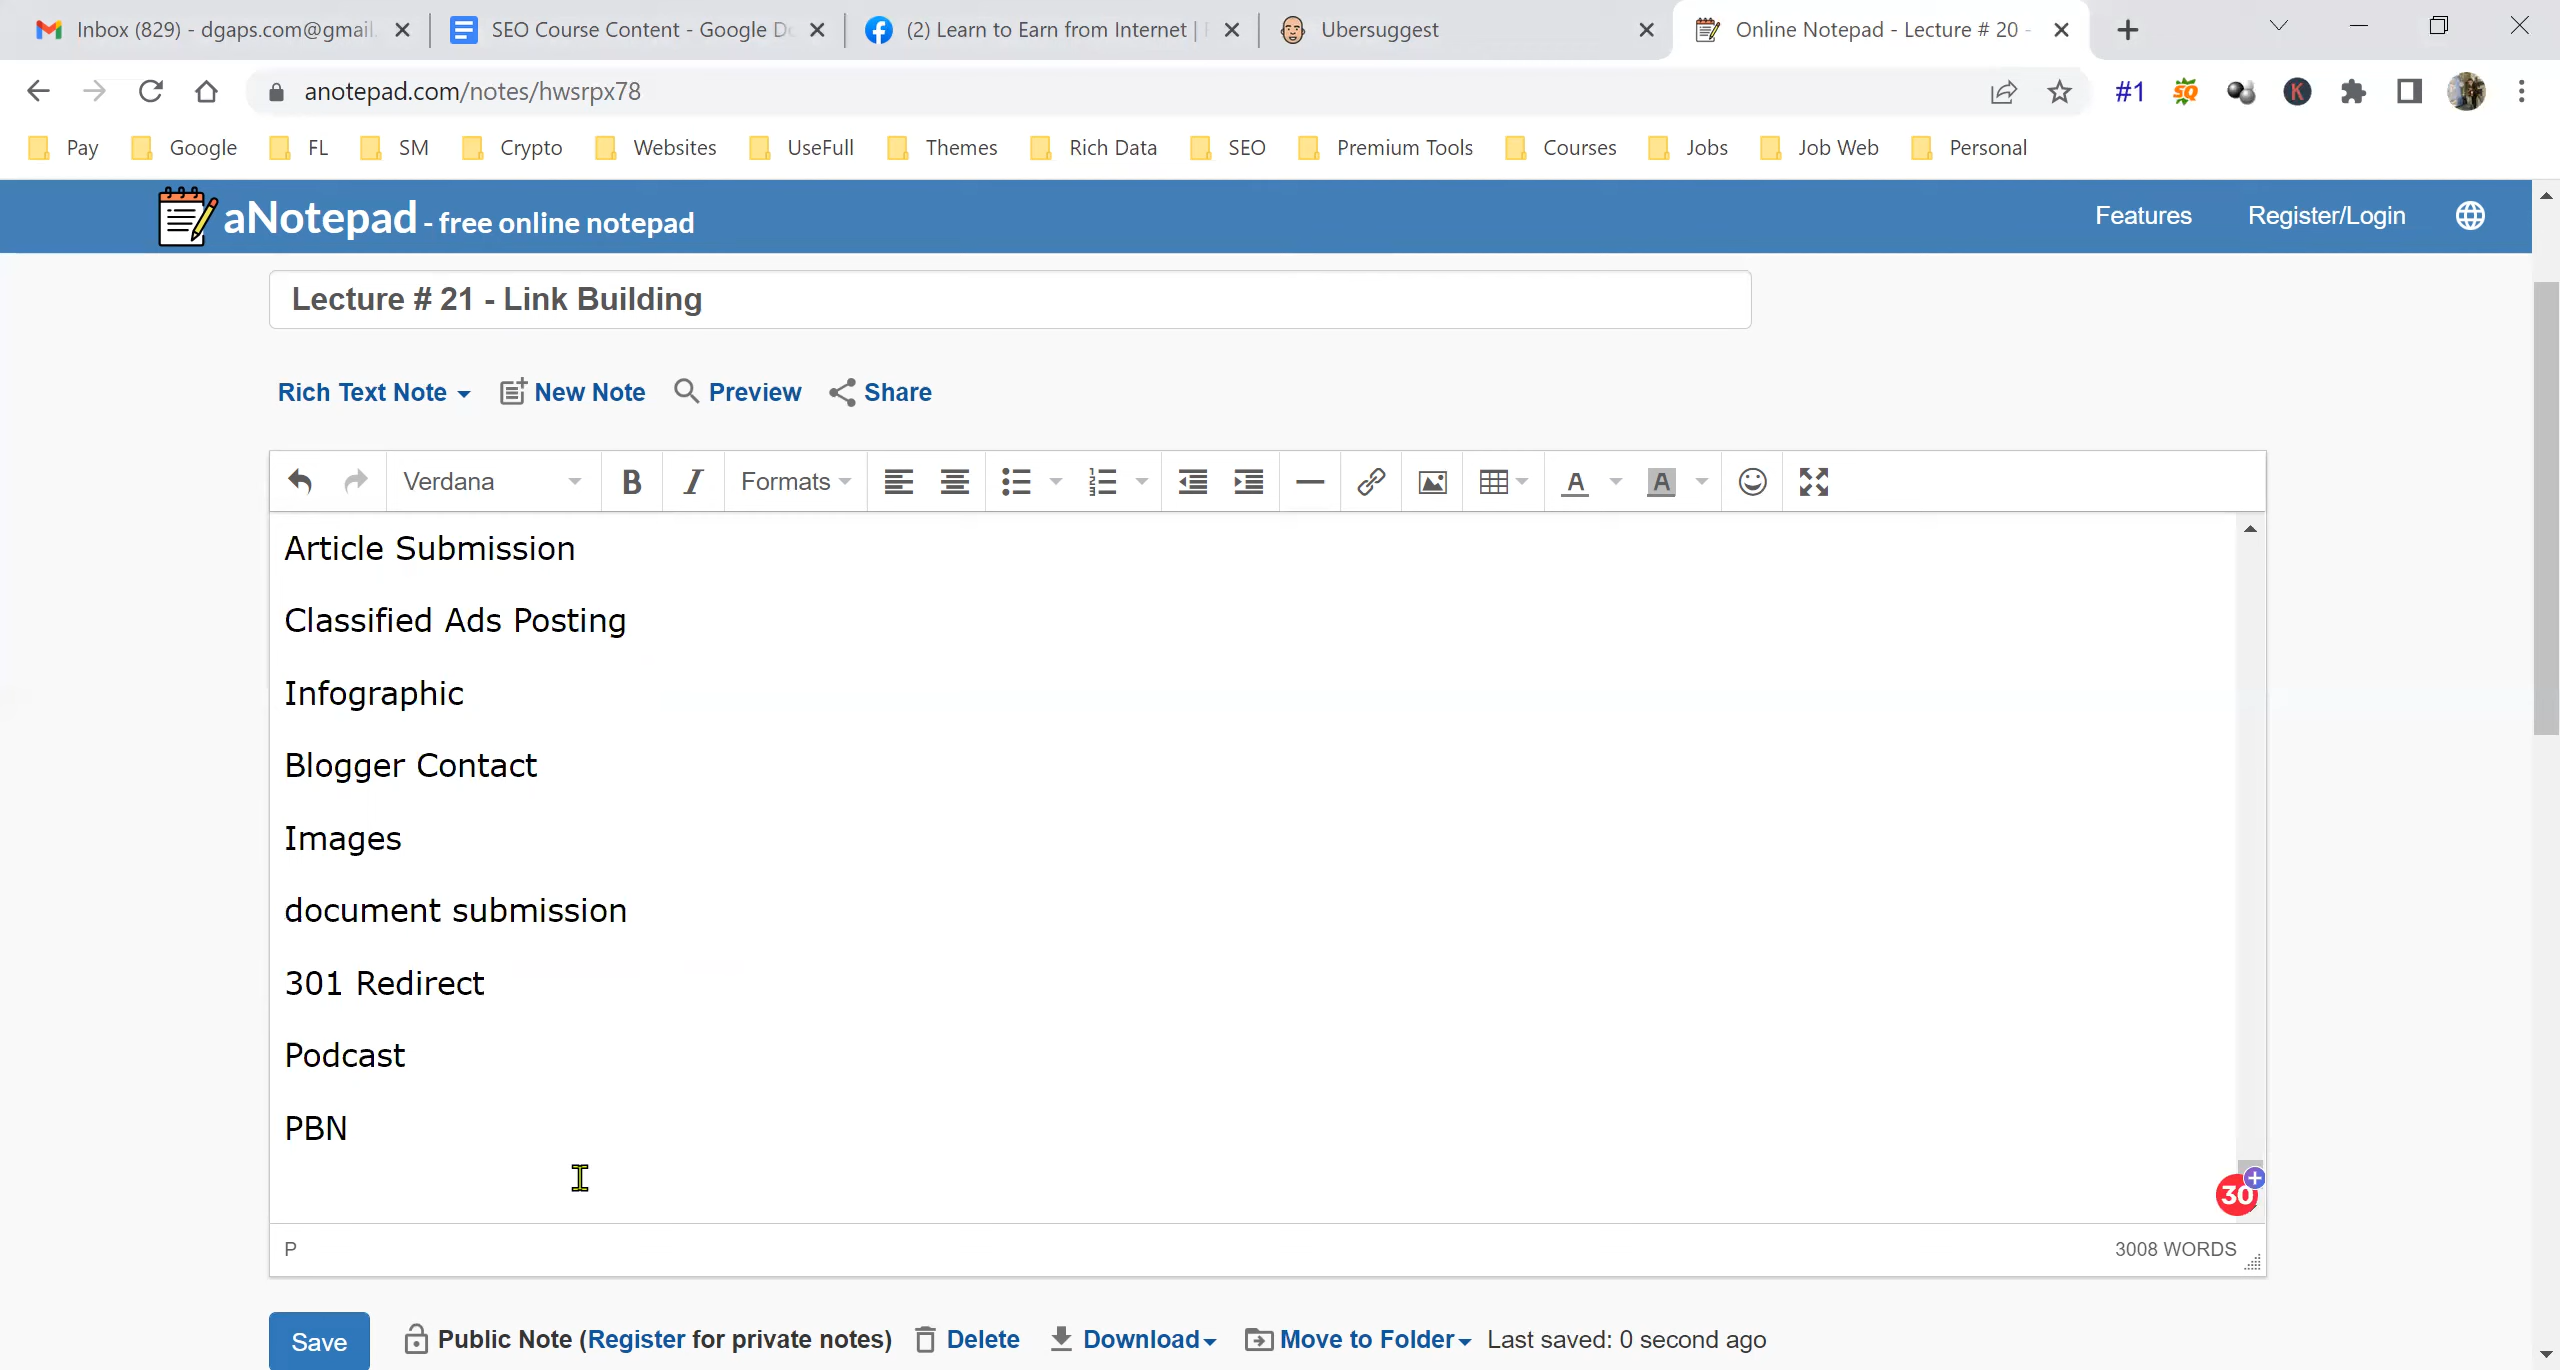 Inbox (829) - dgaps.com@gmail.
SEO Course Content - Google Do
(2) Learn to Earn from Internet |
Ubersuggest
Online Notepad - Lecture # 20 -
anotepad.com/notes/hwsrpx78
#1
SQ
K
Pay
Google
FL
SM
Crypto
Websites
UseFull
Themes
Rich Data
SEO
Premium Tools
Courses
Jobs
Job Web
Personal
aNotepad - free online notepad
Features
Register/Login
Lecture # 21 - Link Building
Rich Text Note
New Note
Preview
Share
Verdana
B
I
Formats
A
A
Article Submission
Classified Ads Posting
Infographic
Blogger Contact
Images
document submission
301 Redirect
Podcast
PBN
30
P
3008 WORDS
Save
Public Note (Register for private notes)
Delete
Download
Move to Folder
Last saved: 0 second ago